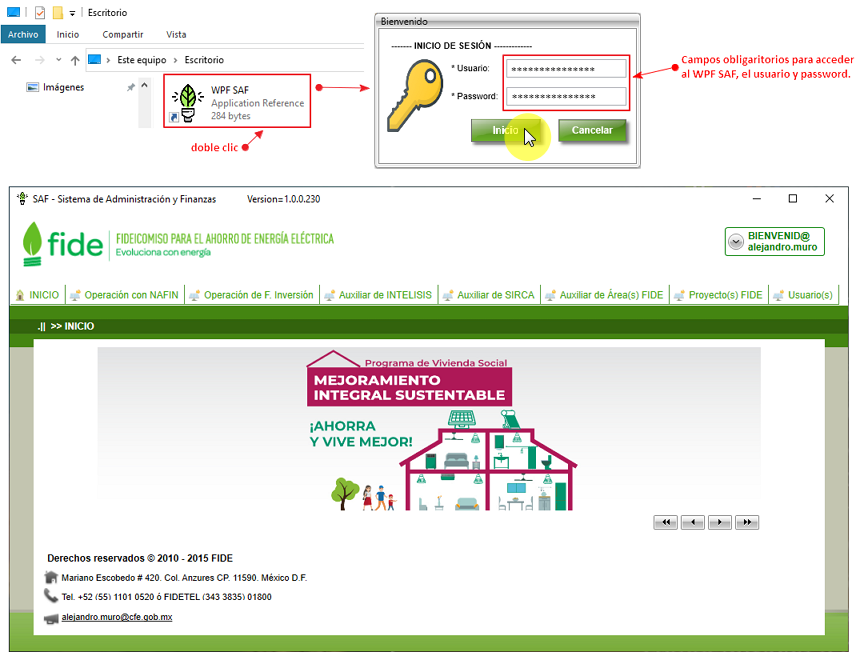 Escritorio
Archivo Inicio Compartir Vista
Este equipo > Escritorio
Imágenes
WPF SAF
Application Reference
284 bytes
doble clic
Bienvenido
------- INICIO DE SESIÓN -------------
* Usuario: ***************
* Password: ***************
Inicio Cancelar
Campos obligaritorios para acceder
al WPF SAF, el usuario y password.
SAF - Sistema de Administración y Finanzas Version=1.0.0.230
fide FIDEICOMISO PARA EL AHORRO DE ENERGÍA ELÉCTRICA
Evoluciona con energía
BIENVENID@
alejandro.muro
INICIO Operación con NAFIN Operación de F. Inversión Auxiliar de INTELISIS Auxiliar de SIRCA Auxiliar de Área(s) FIDE Proyecto(s) FIDE Usuario(s)
.|| >> INICIO
Programa de Vivienda Social
MEJORAMIENTO
INTEGRAL SUSTENTABLE
¡AHORRA
Y VIVE MEJOR!
Derechos reservados © 2010 - 2015 FIDE
Mariano Escobedo # 420. Col. Anzures CP. 11590. México D.F.
Tel. +52 (55) 1101 0520 ó FIDETEL (343 3835) 01800
alejandro.muro@cfe.gob.mx